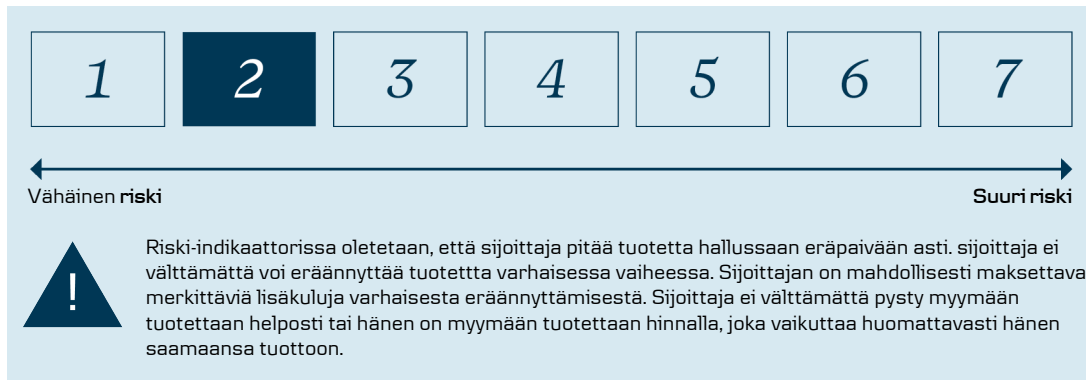 1 2 3 4 5 6 7
Vähäinen riski Suuri riski
Riski-indikaattorissa oletetaan, että sijoittaja pitää tuotetta hallussaan eräpaivään asti. sijoittaja ei
välttämättä voi eräännyttää tuotettta varhaisessa vaiheessa. Sijoittajan on mahdollisesti maksettava
merkittäviä lisäkuluja varhaisesta eräännyttämisestä. Sijoittaja ei välttämättä pysty myymään
tuotettaan helposti tai hänen on myymään tuotettaan hinnalla, joka vaikuttaa huomattavasti hänen
saamaansa tuottoon.
!